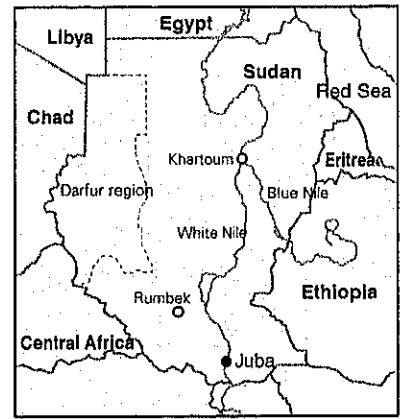 Egypt
Libya
Sudan
Red Sea
Chad
Khartoum
Eritrea
Darfur region
Blue Nile
White Nile
Ethiopia
Rumbek
Central Africa
Juba